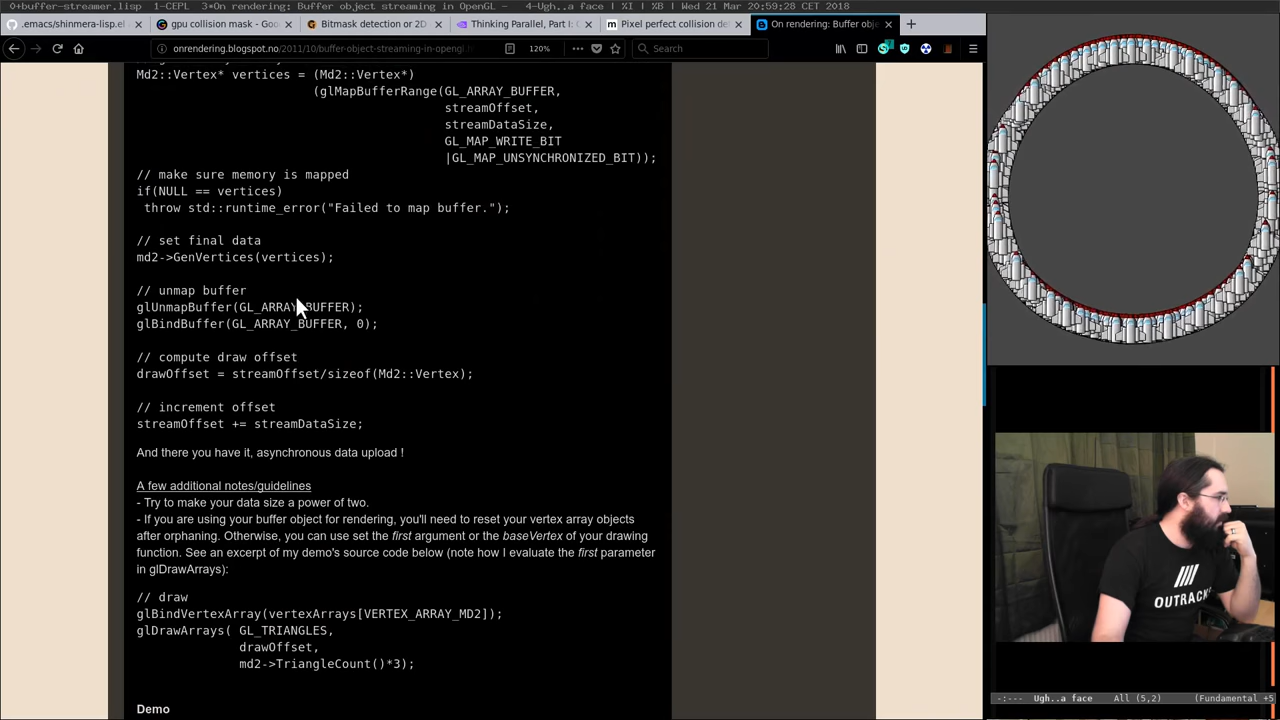 0+buffer-streamer.lisp 1-CEPL 3*On rendering: Buffer object streaming in OpenGL - 4-Ugh..a face | %I | %B | Wed 21 Mar 20:59:28 CET 2018
.emacs/shinmera-lisp.el
gpu collision mask - Goo
Bitmask detection or 2D
Thinking Parallel, Part I: C
Pixel perfect collision de
On rendering: Buffer obje
onrendering.blogspot.no/2011/10/buffer-object-streaming-in-opengl.
120%
Search
Md2::Vertex* vertices = (Md2::Vertex*)
(glMapBufferRange(GL_ARRAY_BUFFER,
streamOffset,
streamDataSize,
GL_MAP_WRITE_BIT
|GL_MAP_UNSYNCHRONIZED_BIT));
// make sure memory is mapped
if(NULL == vertices)
throw std::runtime_error("Failed to map buffer.");
// set final data
md2->GenVertices(vertices);
// unmap buffer
glUnmapBuffer(GL_ARRAY_BUFFER);
glBindBuffer(GL_ARRAY_BUFFER, 0);
// compute draw offset
drawOffset = streamOffset/sizeof(Md2::Vertex);
// increment offset
streamOffset += streamDataSize;
And there you have it, asynchronous data upload !
A few additional notes/guidelines
- Try to make your data size a power of two.
- If you are using your buffer object for rendering, you'll need to reset your vertex array objects
after orphaning. Otherwise, you can use set the first argument or the baseVertex of your drawing
function. See an excerpt of my demo's source code below (note how I evaluate the first parameter
in glDrawArrays):
// draw
glBindVertexArray(vertexArrays[VERTEX_ARRAY_MD2]);
glDrawArrays( GL_TRIANGLES,
drawOffset,
md2->TriangleCount()*3);
Demo
OUTRACKS
-:--- Ugh..a face All (5,2) (Fundamental +5